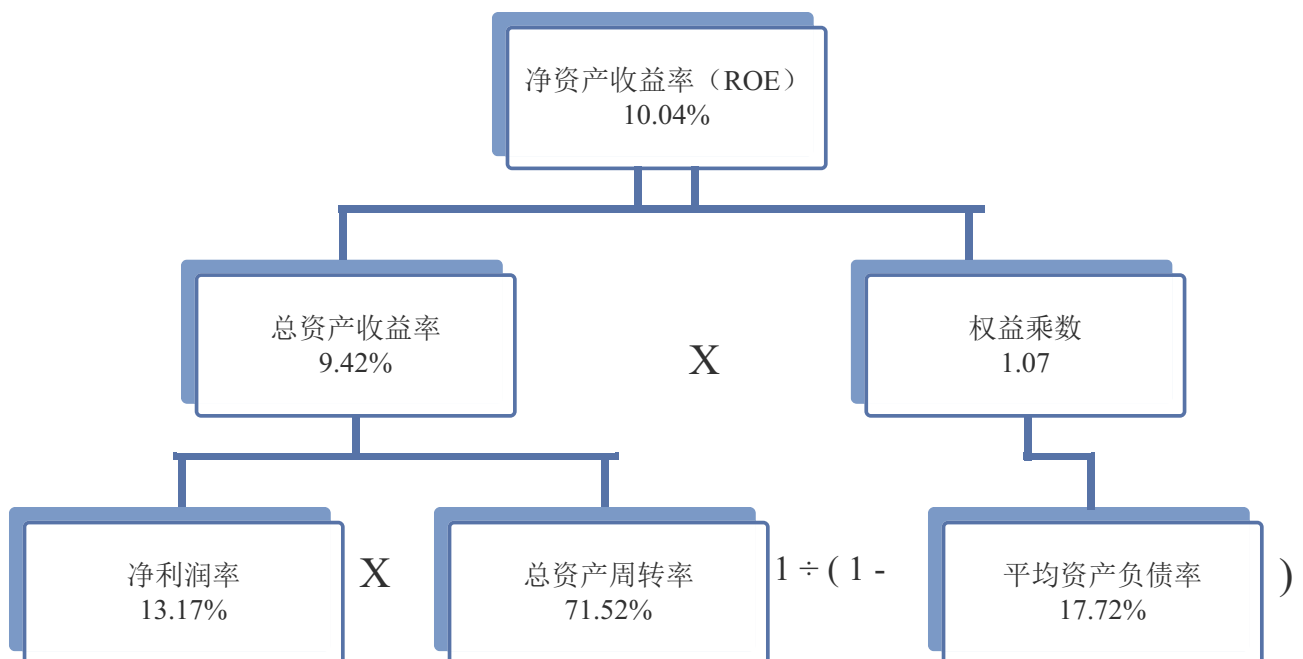 净资产收益率（ROE）
10.04%
总资产收益率
9.42%
X
权益乘数
1.07
净利润率
13.17%
X
总资产周转率
71.52%
1 ÷ ( 1 -
平均资产负债率
17.72%
)